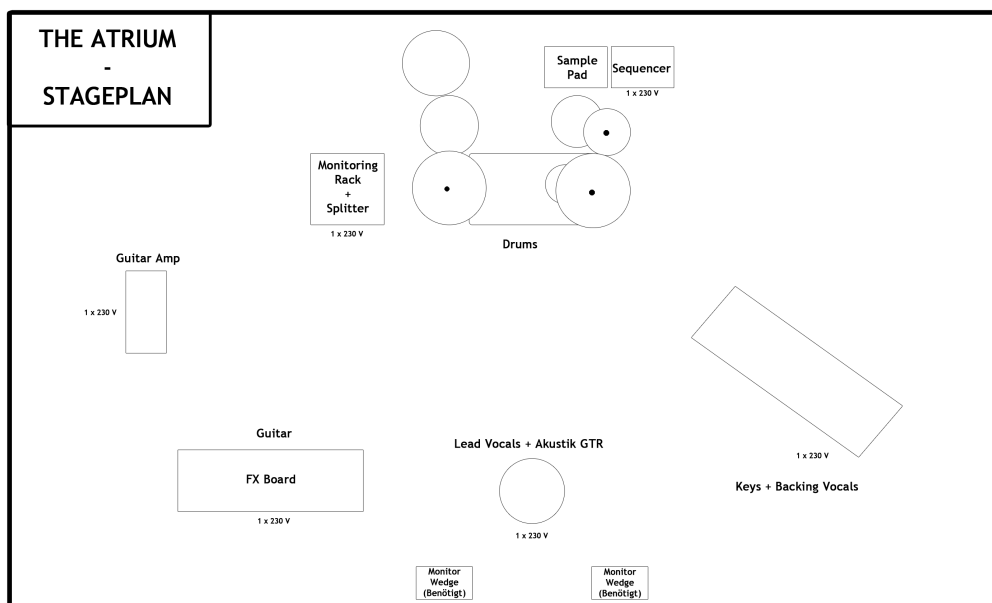 THE ATRIUM
-
STAGEPLAN
Sample
Pad
Sequencer
1 x 230 V
Monitoring
Rack
+
Splitter
1 x 230 V
Drums
Guitar Amp
1 x 230 V
Guitar
FX Board
1 x 230 V
Lead Vocals + Akustik GTR
1 x 230 V
1 x 230 V
Keys + Backing Vocals
Monitor
Wedge
(Benötigt)
Monitor
Wedge
(Benötigt)